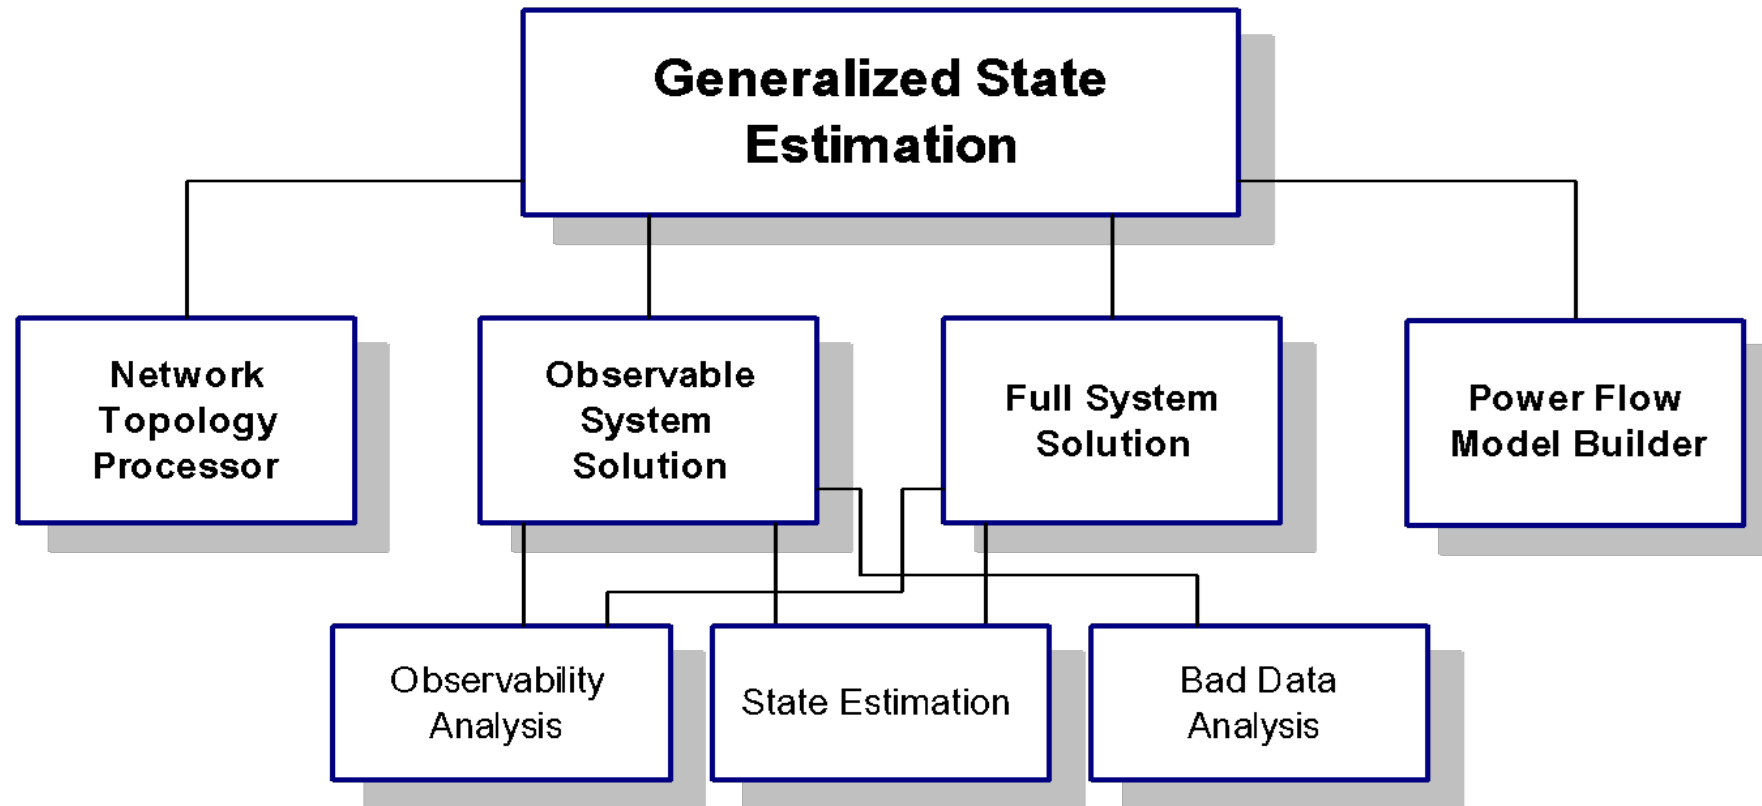 Generalized State
Estimation
Network
Topology
Processor
Observable
System
Solution
Full System
Solution
Power Flow
Model Builder
Observability
Analysis
State Estimation
Bad Data
Analysis